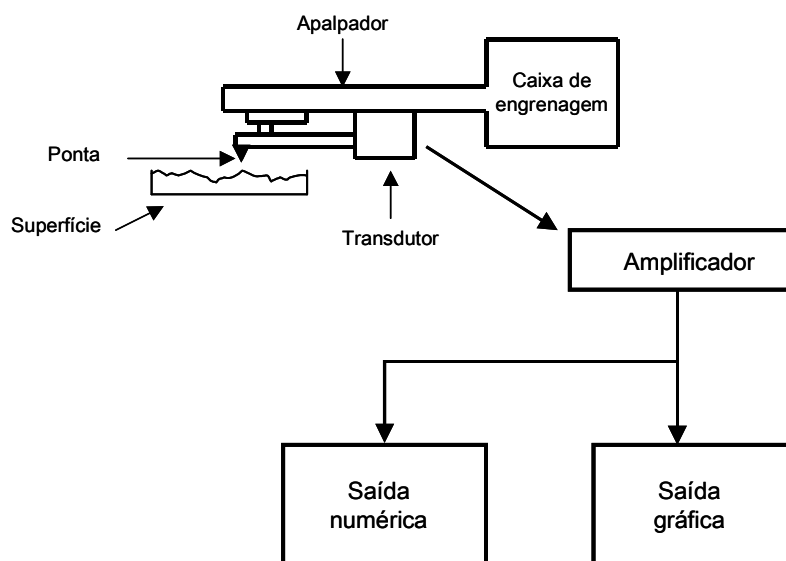 Apalpador
Caixa de
engrenagem
Ponta
Superfície
Transdutor
Amplificador
Saída
numérica
Saída
gráfica